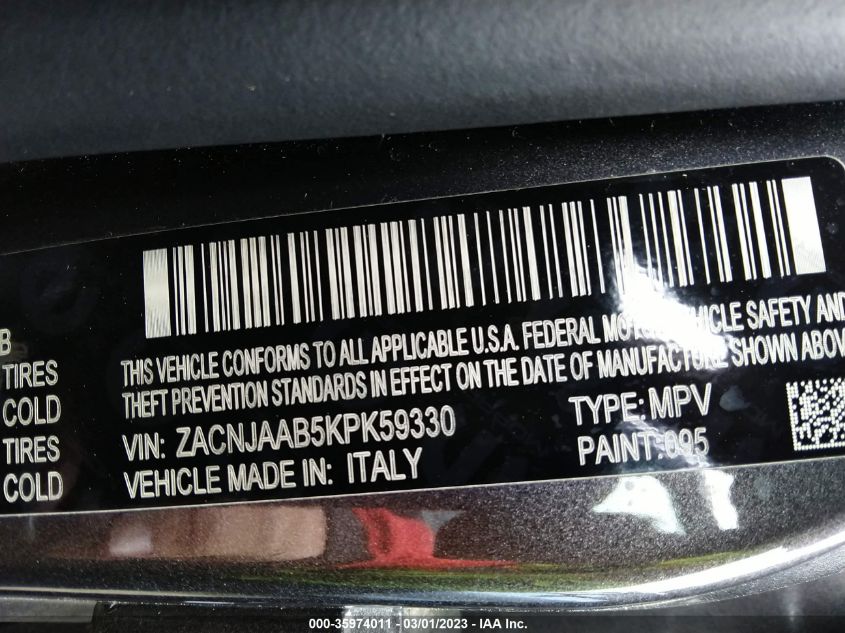 B
TIRES
COLD
TIRES
COLD
THIS VEHICLE CONFORMS TO ALL APPLICABLE U.S.A. FEDERAL MOTOR VEHICLE SAFETY AND
THEFT PREVENTION STANDARDS IN EFFECT ON THE DATE OF MANUFACTURE SHOWN ABOV
VIN: ZACNJAAB5KPK59330 TYPE: MPV
VEHICLE MADE IN: ITALY PAINT: 095
000-35974011 - 03/01/2023 - IAA Inc.